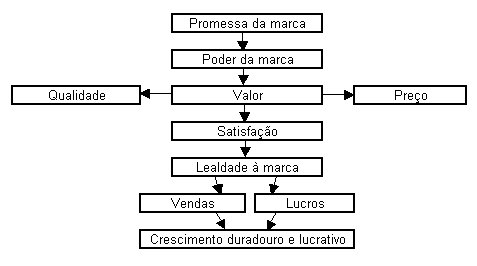 Promessa da marca
Poder da marca
Qualidade
Valor
Preço
Satisfação
Lealdade à marca
Vendas
Lucros
Crescimento duradouro e lucrativo